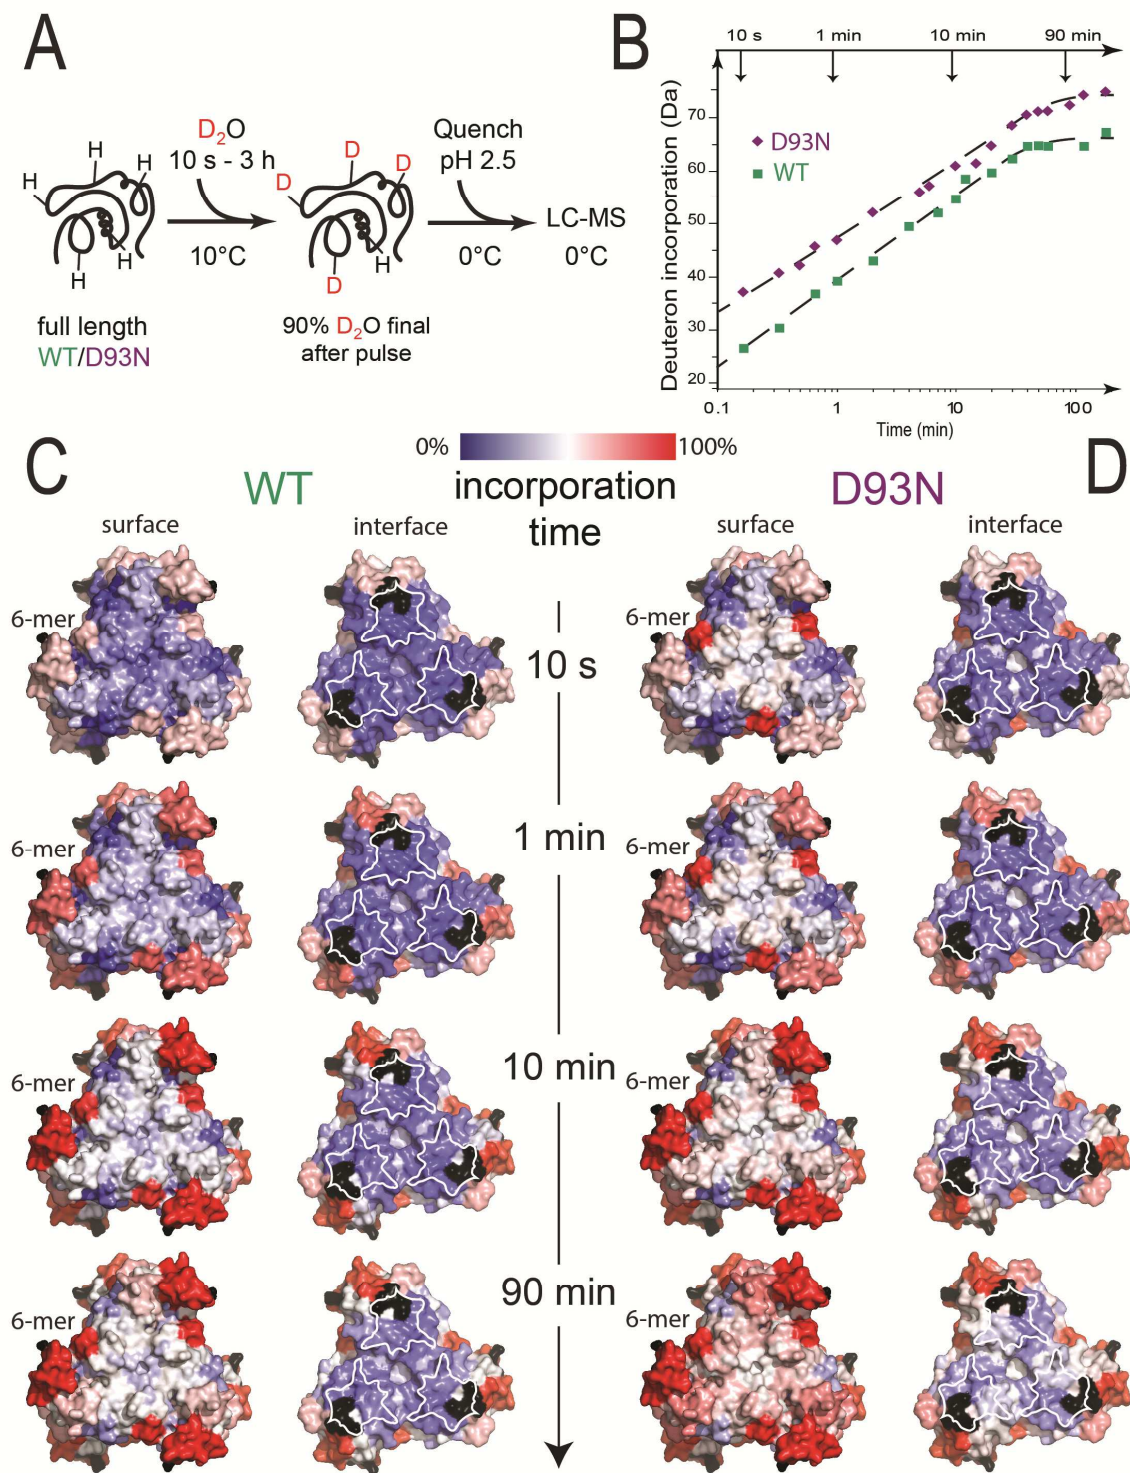 A
H
H
H
H
H
D₂O
10 s - 3 h
10°C
full length
WT/D93N
D
D
D
H
D
90% D₂O final
after pulse
Quench
pH 2.5
0°C
LC-MS
0°C
B
10 s
1 min
10 min
90 min
Deuteron incorporation (Da)
70
60
50
40
30
20
D93N
WT
0.1
1
10
100
Time (min)
C
WT
0%
100%
incorporation
time
D93N
D
surface
interface
surface
interface
6-mer
10 s
6-mer
6-mer
1 min
6-mer
6-mer
10 min
6-mer
6-mer
90 min
6-mer